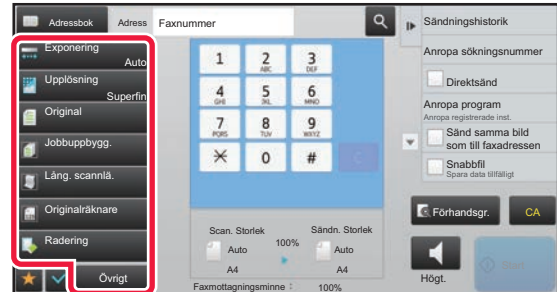 Adressbok
Adress
Faxnummer
Exponering
Auto
Upplösning
Superfin
Original
Jobbuppbygg.
Lång. scannlä.
Originalräknare
Radering
Övrigt
1
2
ABC
3
DEF
4
GHI
5
JKL
6
MNO
7
PQRS
8
TUV
9
WXYZ
0
#
C
Scan. Storlek
Auto
A4
100%
Sändn. Storlek
Auto
A4
Faxmottagningsminne :
100%
Sändningshistorik
Anropa sökningsnummer
Direktsänd
Anropa program
Anropa registrerade inst.
Sänd samma bild
som till faxadressen
Snabbfil
Spara data tillfälligt
Förhandsgr.
CA
Högt.
Start